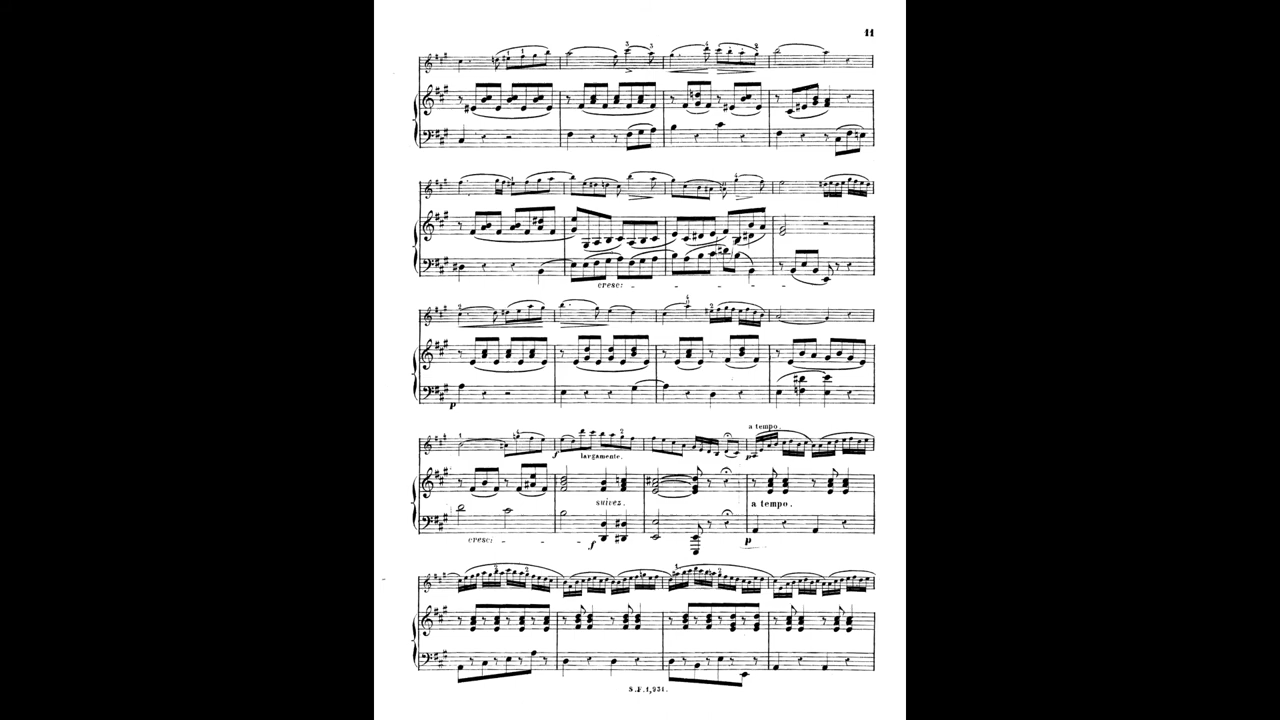 11
cresc:
p
a tempo.
f
largamente.
p
suivez.
a tempo.
cresc:
f
p
S.F.1,931.